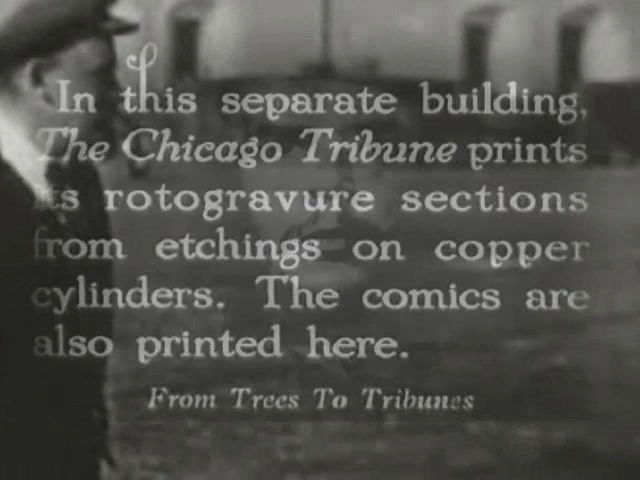 In this separate building,
The Chicago Tribune prints
its rotogravure sections
from etchings on copper
cylinders. The comics are
also printed here.
From Trees To Tribunes